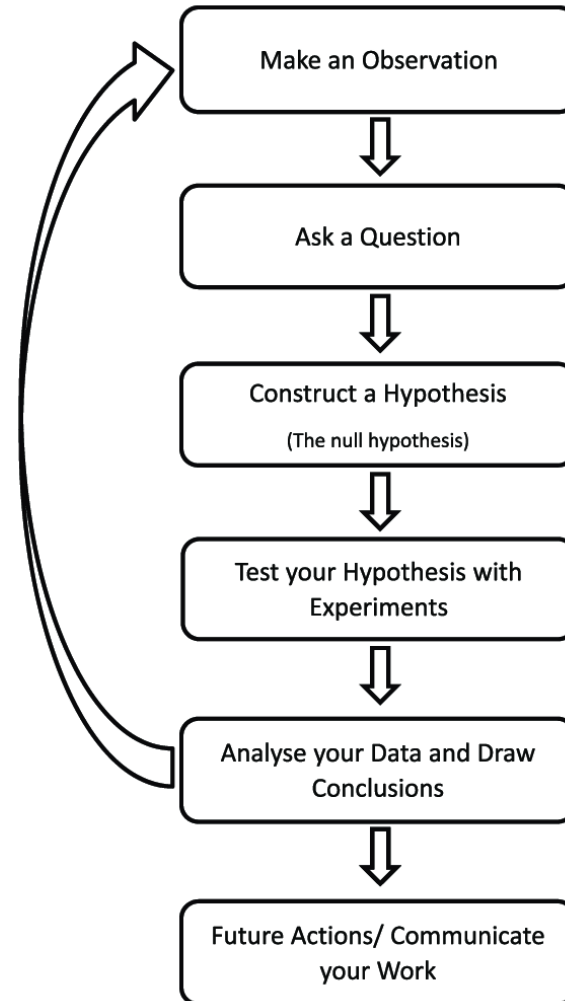 Make an Observation
Ask a Question
Construct a Hypothesis
(The null hypothesis)
Test your Hypothesis with
Experiments
Analyse your Data and Draw
Conclusions
Future Actions/ Communicate
your Work